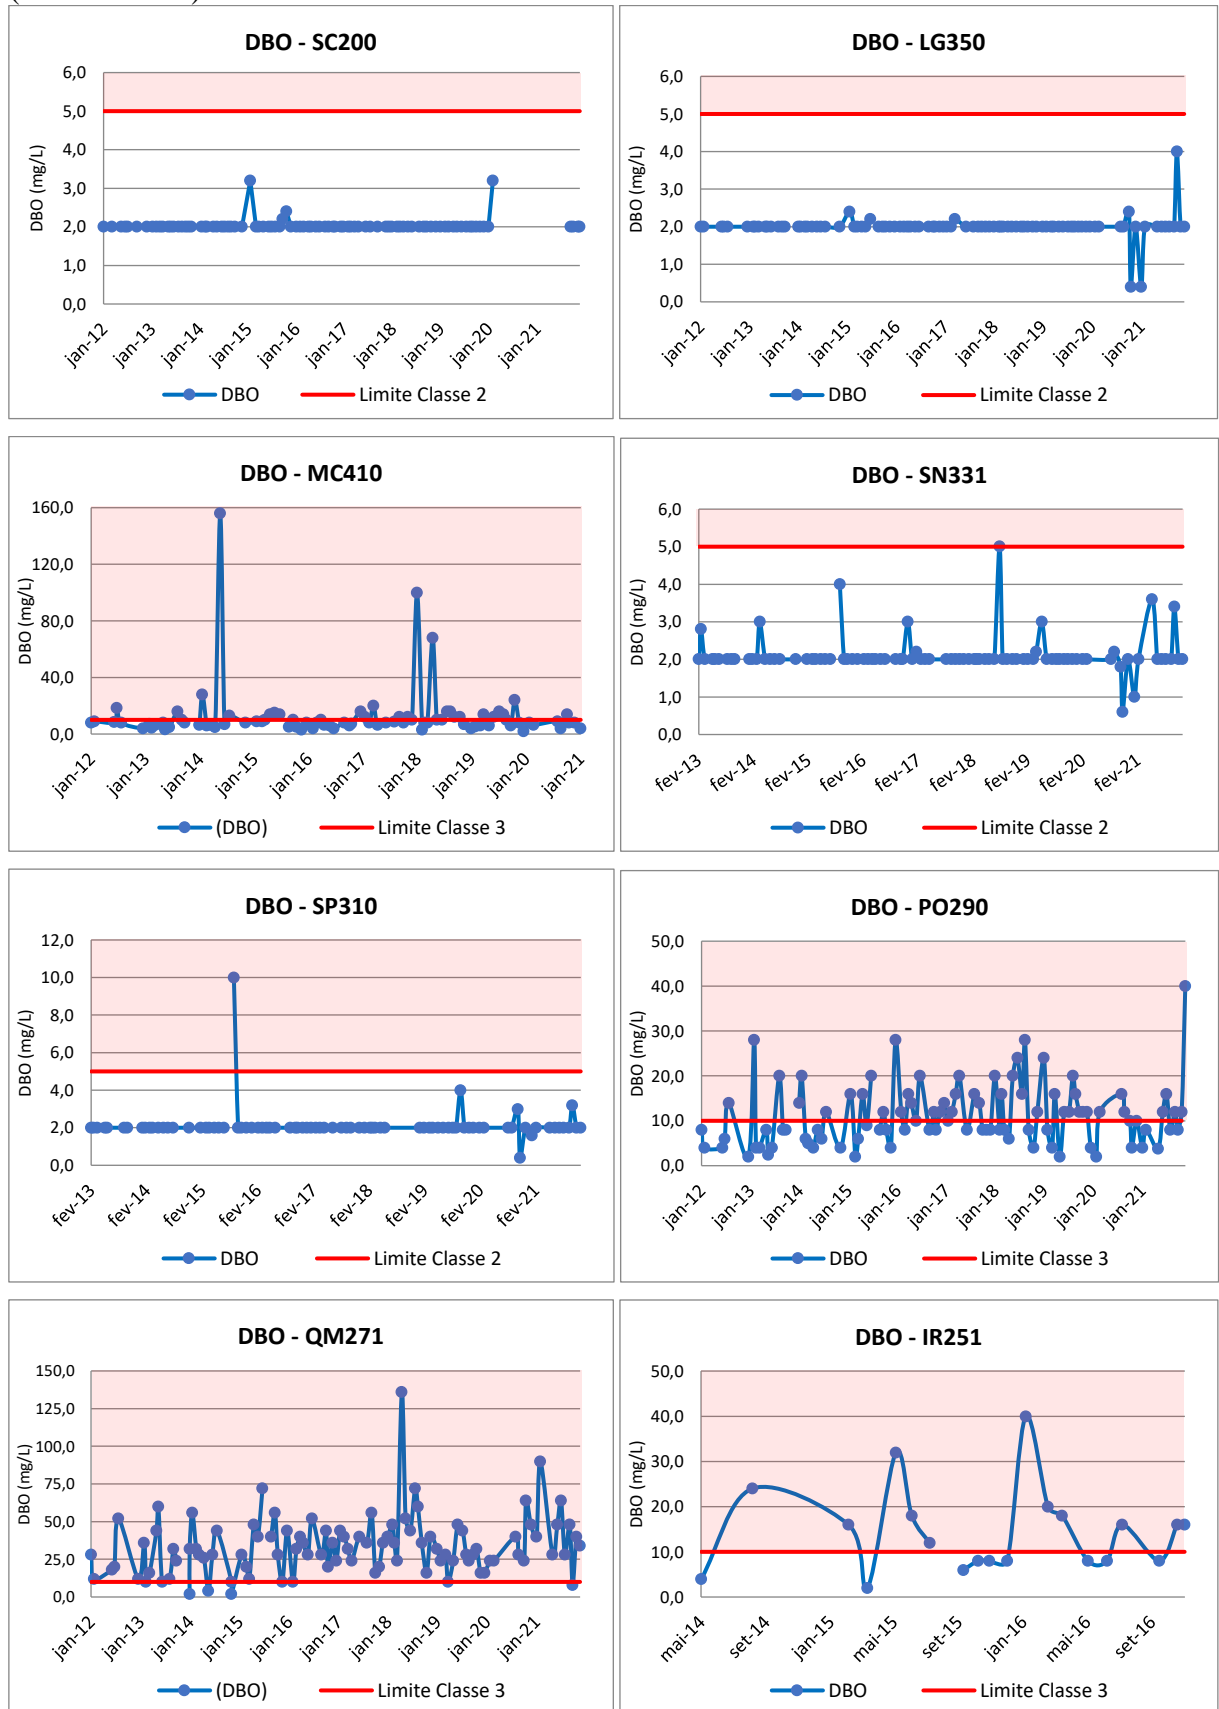 DBO - SC200
DBO (mg/L)
6,0
5,0
4,0
3,0
2,0
1,0
0,0
jan-12 jan-13 jan-14 jan-15 jan-16 jan-17 jan-18 jan-19 jan-20 jan-21
DBO Limite Classe 2
DBO - LG350
DBO (mg/L)
6,0
5,0
4,0
3,0
2,0
1,0
0,0
jan-12 jan-13 jan-14 jan-15 jan-16 jan-17 jan-18 jan-19 jan-20 jan-21
DBO Limite Classe 2
DBO - MC410
DBO (mg/L)
160,0
120,0
80,0
40,0
0,0
jan-12 jan-13 jan-14 jan-15 jan-16 jan-17 jan-18 jan-19 jan-20 jan-21
(DBO) Limite Classe 3
DBO - SN331
DBO (mg/L)
6,0
5,0
4,0
3,0
2,0
1,0
0,0
fev-13 fev-14 fev-15 fev-16 fev-17 fev-18 fev-19 fev-20 fev-21
DBO Limite Classe 2
DBO - SP310
DBO (mg/L)
12,0
10,0
8,0
6,0
4,0
2,0
0,0
fev-13 fev-14 fev-15 fev-16 fev-17 fev-18 fev-19 fev-20 fev-21
DBO Limite Classe 2
DBO - PO290
DBO (mg/L)
50,0
40,0
30,0
20,0
10,0
0,0
jan-12 jan-13 jan-14 jan-15 jan-16 jan-17 jan-18 jan-19 jan-20 jan-21
DBO Limite Classe 3
DBO - QM271
DBO (mg/L)
150,0
125,0
100,0
75,0
50,0
25,0
0,0
jan-12 jan-13 jan-14 jan-15 jan-16 jan-17 jan-18 jan-19 jan-20 jan-21
(DBO) Limite Classe 3
DBO - IR251
DBO (mg/L)
50,0
40,0
30,0
20,0
10,0
0,0
mai-14 set-14 jan-15 mai-15 set-15 jan-16 mai-16 set-16
DBO Limite Classe 3